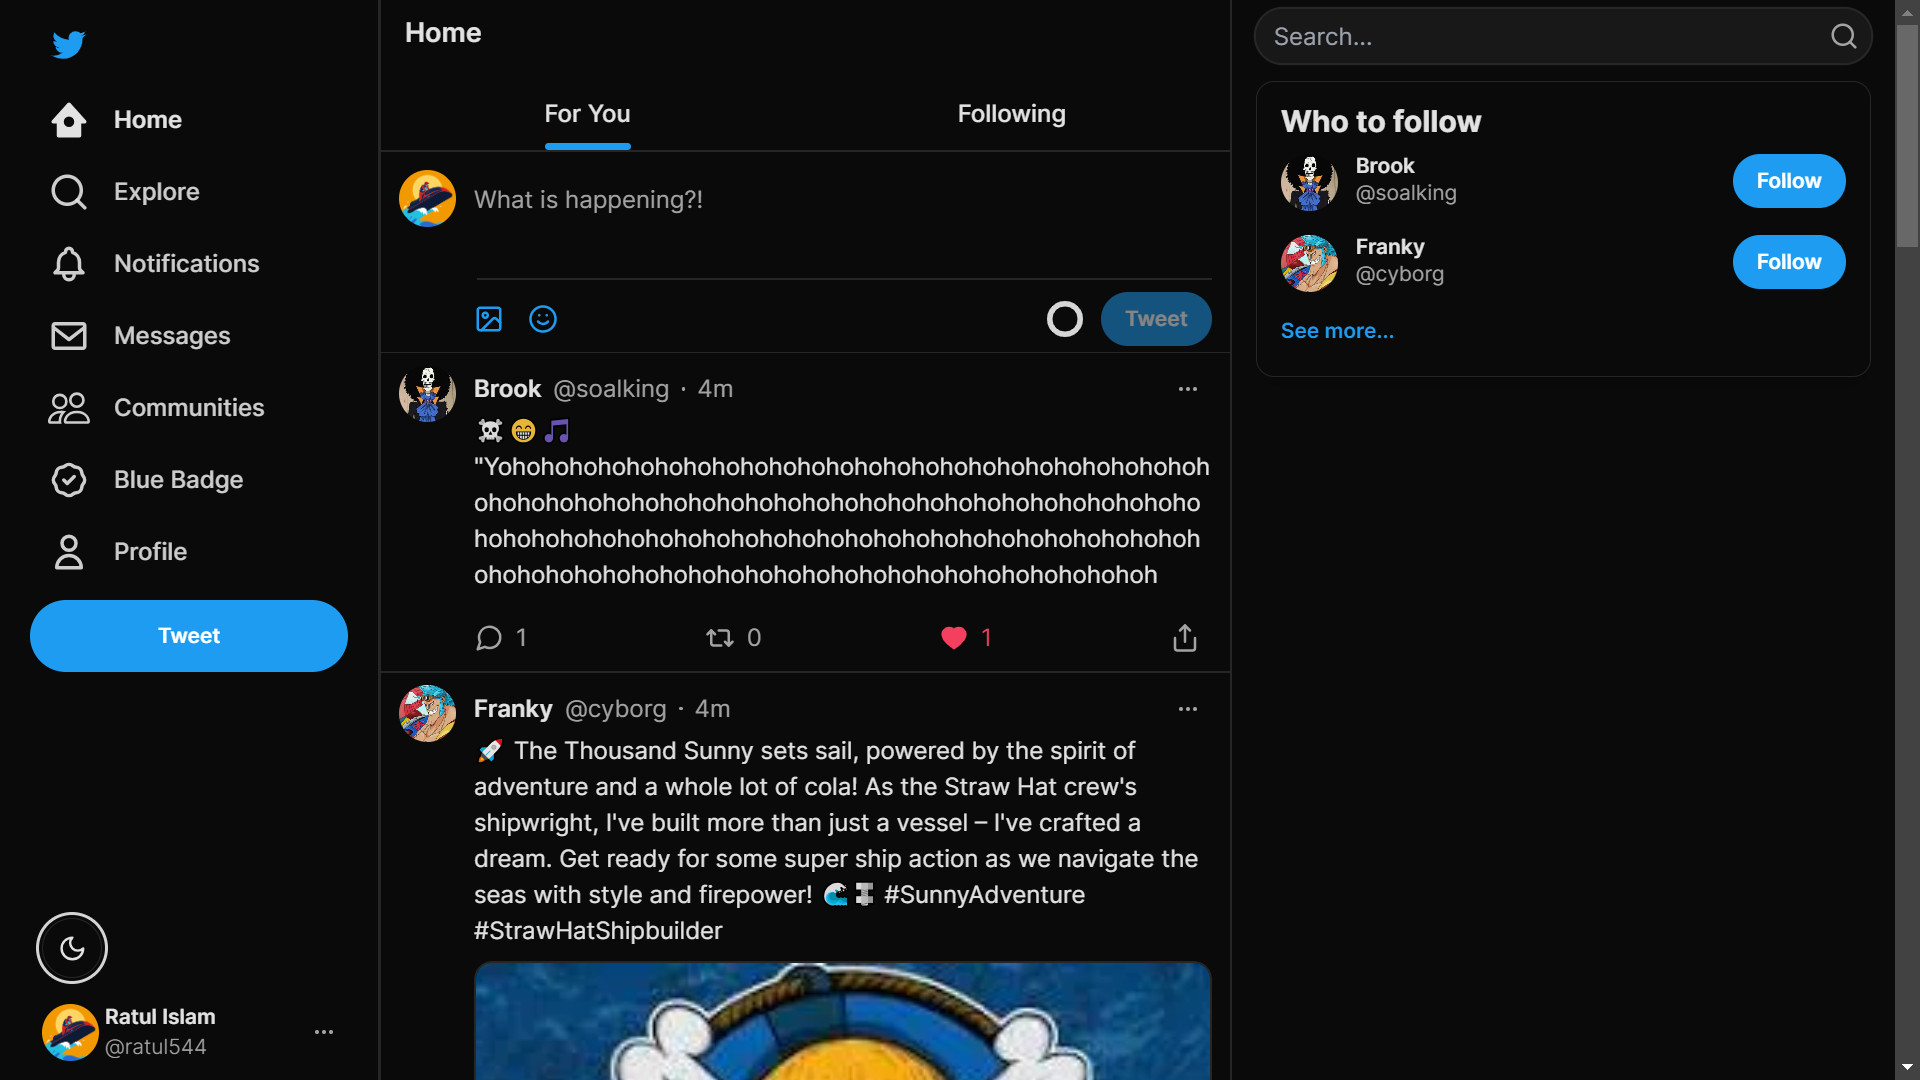 Home
Explore
Notifications
Messages
Communities
Blue Badge
Profile
Tweet
Ratul Islam
@ratul544
Home
For You
Following
What is happening?!
Tweet
Brook @soalking · 4m
☠️ 😁 🎵
"Yohohohohohohohohohohohohohohohohohohohohohohohohoh
ohohohohohohohohohohohohohohohohohohohohohohohohoho
hohohohohohohohohohohohohohohohohohohohohohohohohoh
ohohohohohohohohohohohohohohohohohohohohohohohoh
1
0
1
Franky @cyborg · 4m
🚀 The Thousand Sunny sets sail, powered by the spirit of
adventure and a whole lot of cola! As the Straw Hat crew's
shipwright, I've built more than just a vessel – I've crafted a
dream. Get ready for some super ship action as we navigate the
seas with style and firepower! 🌊🔩 #SunnyAdventure
#StrawHatShipbuilder
Search...
Who to follow
Brook
@soalking
Follow
Franky
@cyborg
Follow
See more...